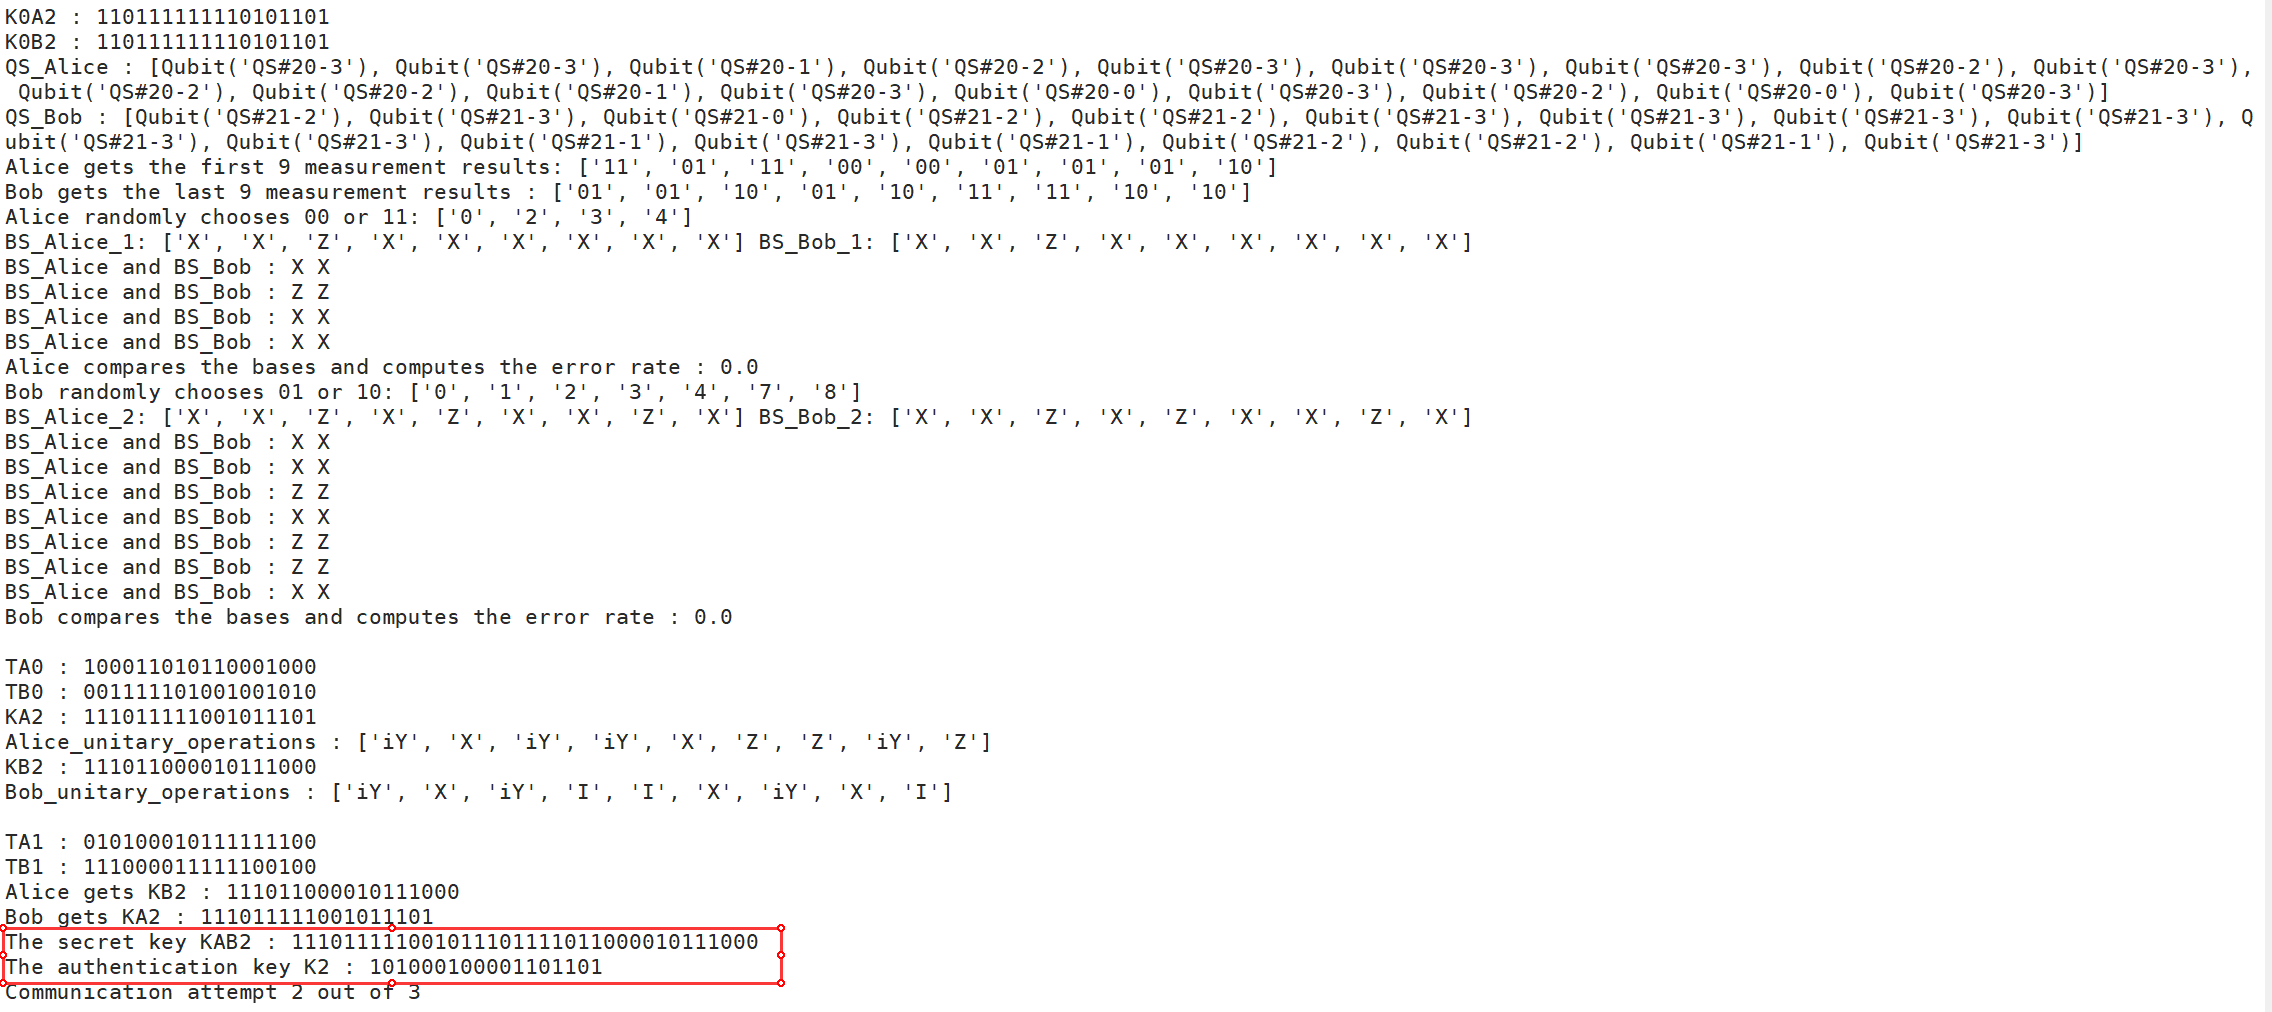 K0A2 : 110111111110101101
K0B2 : 110111111110101101
QS_Alice : [Qubit('QS#20-3'), Qubit('QS#20-3'), Qubit('QS#20-1'), Qubit('QS#20-2'), Qubit('QS#20-3'), Qubit('QS#20-3'), Qubit('QS#20-3'), Qubit('QS#20-2'), Qubit('QS#20-3'),
Qubit('QS#20-2'), Qubit('QS#20-2'), Qubit('QS#20-1'), Qubit('QS#20-3'), Qubit('QS#20-0'), Qubit('QS#20-3'), Qubit('QS#20-2'), Qubit('QS#20-0'), Qubit('QS#20-3')]
QS_Bob : [Qubit('QS#21-2'), Qubit('QS#21-3'), Qubit('QS#21-0'), Qubit('QS#21-2'), Qubit('QS#21-2'), Qubit('QS#21-3'), Qubit('QS#21-3'), Qubit('QS#21-3'), Qubit('QS#21-3'), Q
ubit('QS#21-3'), Qubit('QS#21-3'), Qubit('QS#21-1'), Qubit('QS#21-3'), Qubit('QS#21-1'), Qubit('QS#21-2'), Qubit('QS#21-2'), Qubit('QS#21-1'), Qubit('QS#21-3')]
Alice gets the first 9 measurement results: ['11', '01', '11', '00', '00', '01', '01', '01', '10']
Bob gets the last 9 measurement results : ['01', '01', '10', '01', '10', '11', '11', '10', '10']
Alice randomly chooses 00 or 11: ['0', '2', '3', '4']
BS_Alice_1: ['X', 'X', 'Z', 'X', 'X', 'X', 'X', 'X', 'X'] BS_Bob_1: ['X', 'X', 'Z', 'X', 'X', 'X', 'X', 'X', 'X']
BS_Alice and BS_Bob : X X
BS_Alice and BS_Bob : Z Z
BS_Alice and BS_Bob : X X
BS_Alice and BS_Bob : X X
Alice compares the bases and computes the error rate : 0.0
Bob randomly chooses 01 or 10: ['0', '1', '2', '3', '4', '7', '8']
BS_Alice_2: ['X', 'X', 'Z', 'X', 'Z', 'X', 'X', 'Z', 'X'] BS_Bob_2: ['X', 'X', 'Z', 'X', 'Z', 'X', 'X', 'Z', 'X']
BS_Alice and BS_Bob : X X
BS_Alice and BS_Bob : X X
BS_Alice and BS_Bob : Z Z
BS_Alice and BS_Bob : X X
BS_Alice and BS_Bob : Z Z
BS_Alice and BS_Bob : Z Z
BS_Alice and BS_Bob : X X
Bob compares the bases and computes the error rate : 0.0
TA0 : 100011010110001000
TB0 : 001111101001001010
KA2 : 111011111001011101
Alice_unitary_operations : ['iY', 'X', 'iY', 'iY', 'X', 'Z', 'Z', 'iY', 'Z']
KB2 : 111011000010111000
Bob_unitary_operations : ['iY', 'X', 'iY', 'I', 'I', 'X', 'iY', 'X', 'I']
TA1 : 010100010111111100
TB1 : 111000011111100100
Alice gets KB2 : 111011000010111000
Bob gets KA2 : 111011111001011101
The secret key KAB2 : 111011111001011101111011000010111000
The authentication key K2 : 101000100001101101
Communication attempt 2 out of 3